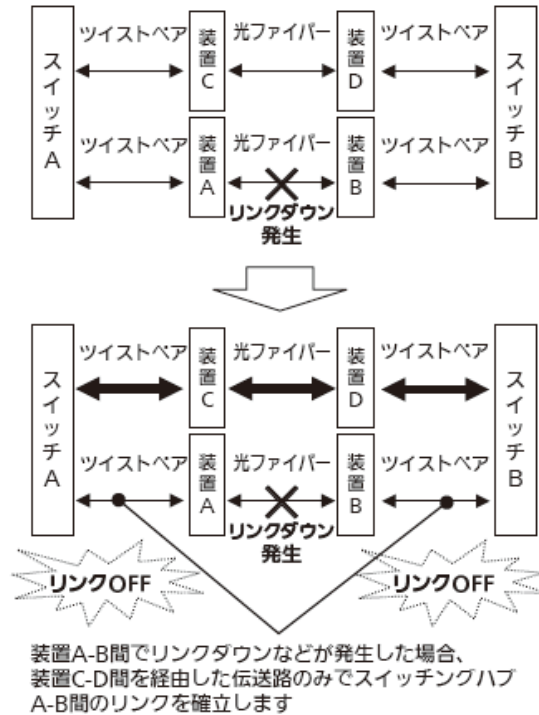 ツイストペア 光ファイバー ツイストペア
スイッチA
装置C
装置D
スイッチB
ツイストペア 光ファイバー ツイストペア
装置A
装置B
リンクダウン
発生
ツイストペア 光ファイバー ツイストペア
スイッチA
装置C
装置D
スイッチB
ツイストペア 光ファイバー ツイストペア
装置A
装置B
リンクダウン
発生
リンクOFF
リンクOFF
装置A-B間でリンクダウンなどが発生した場合、
装置C-D間を経由した伝送路のみでスイッチングハブ
A-B間のリンクを確立します